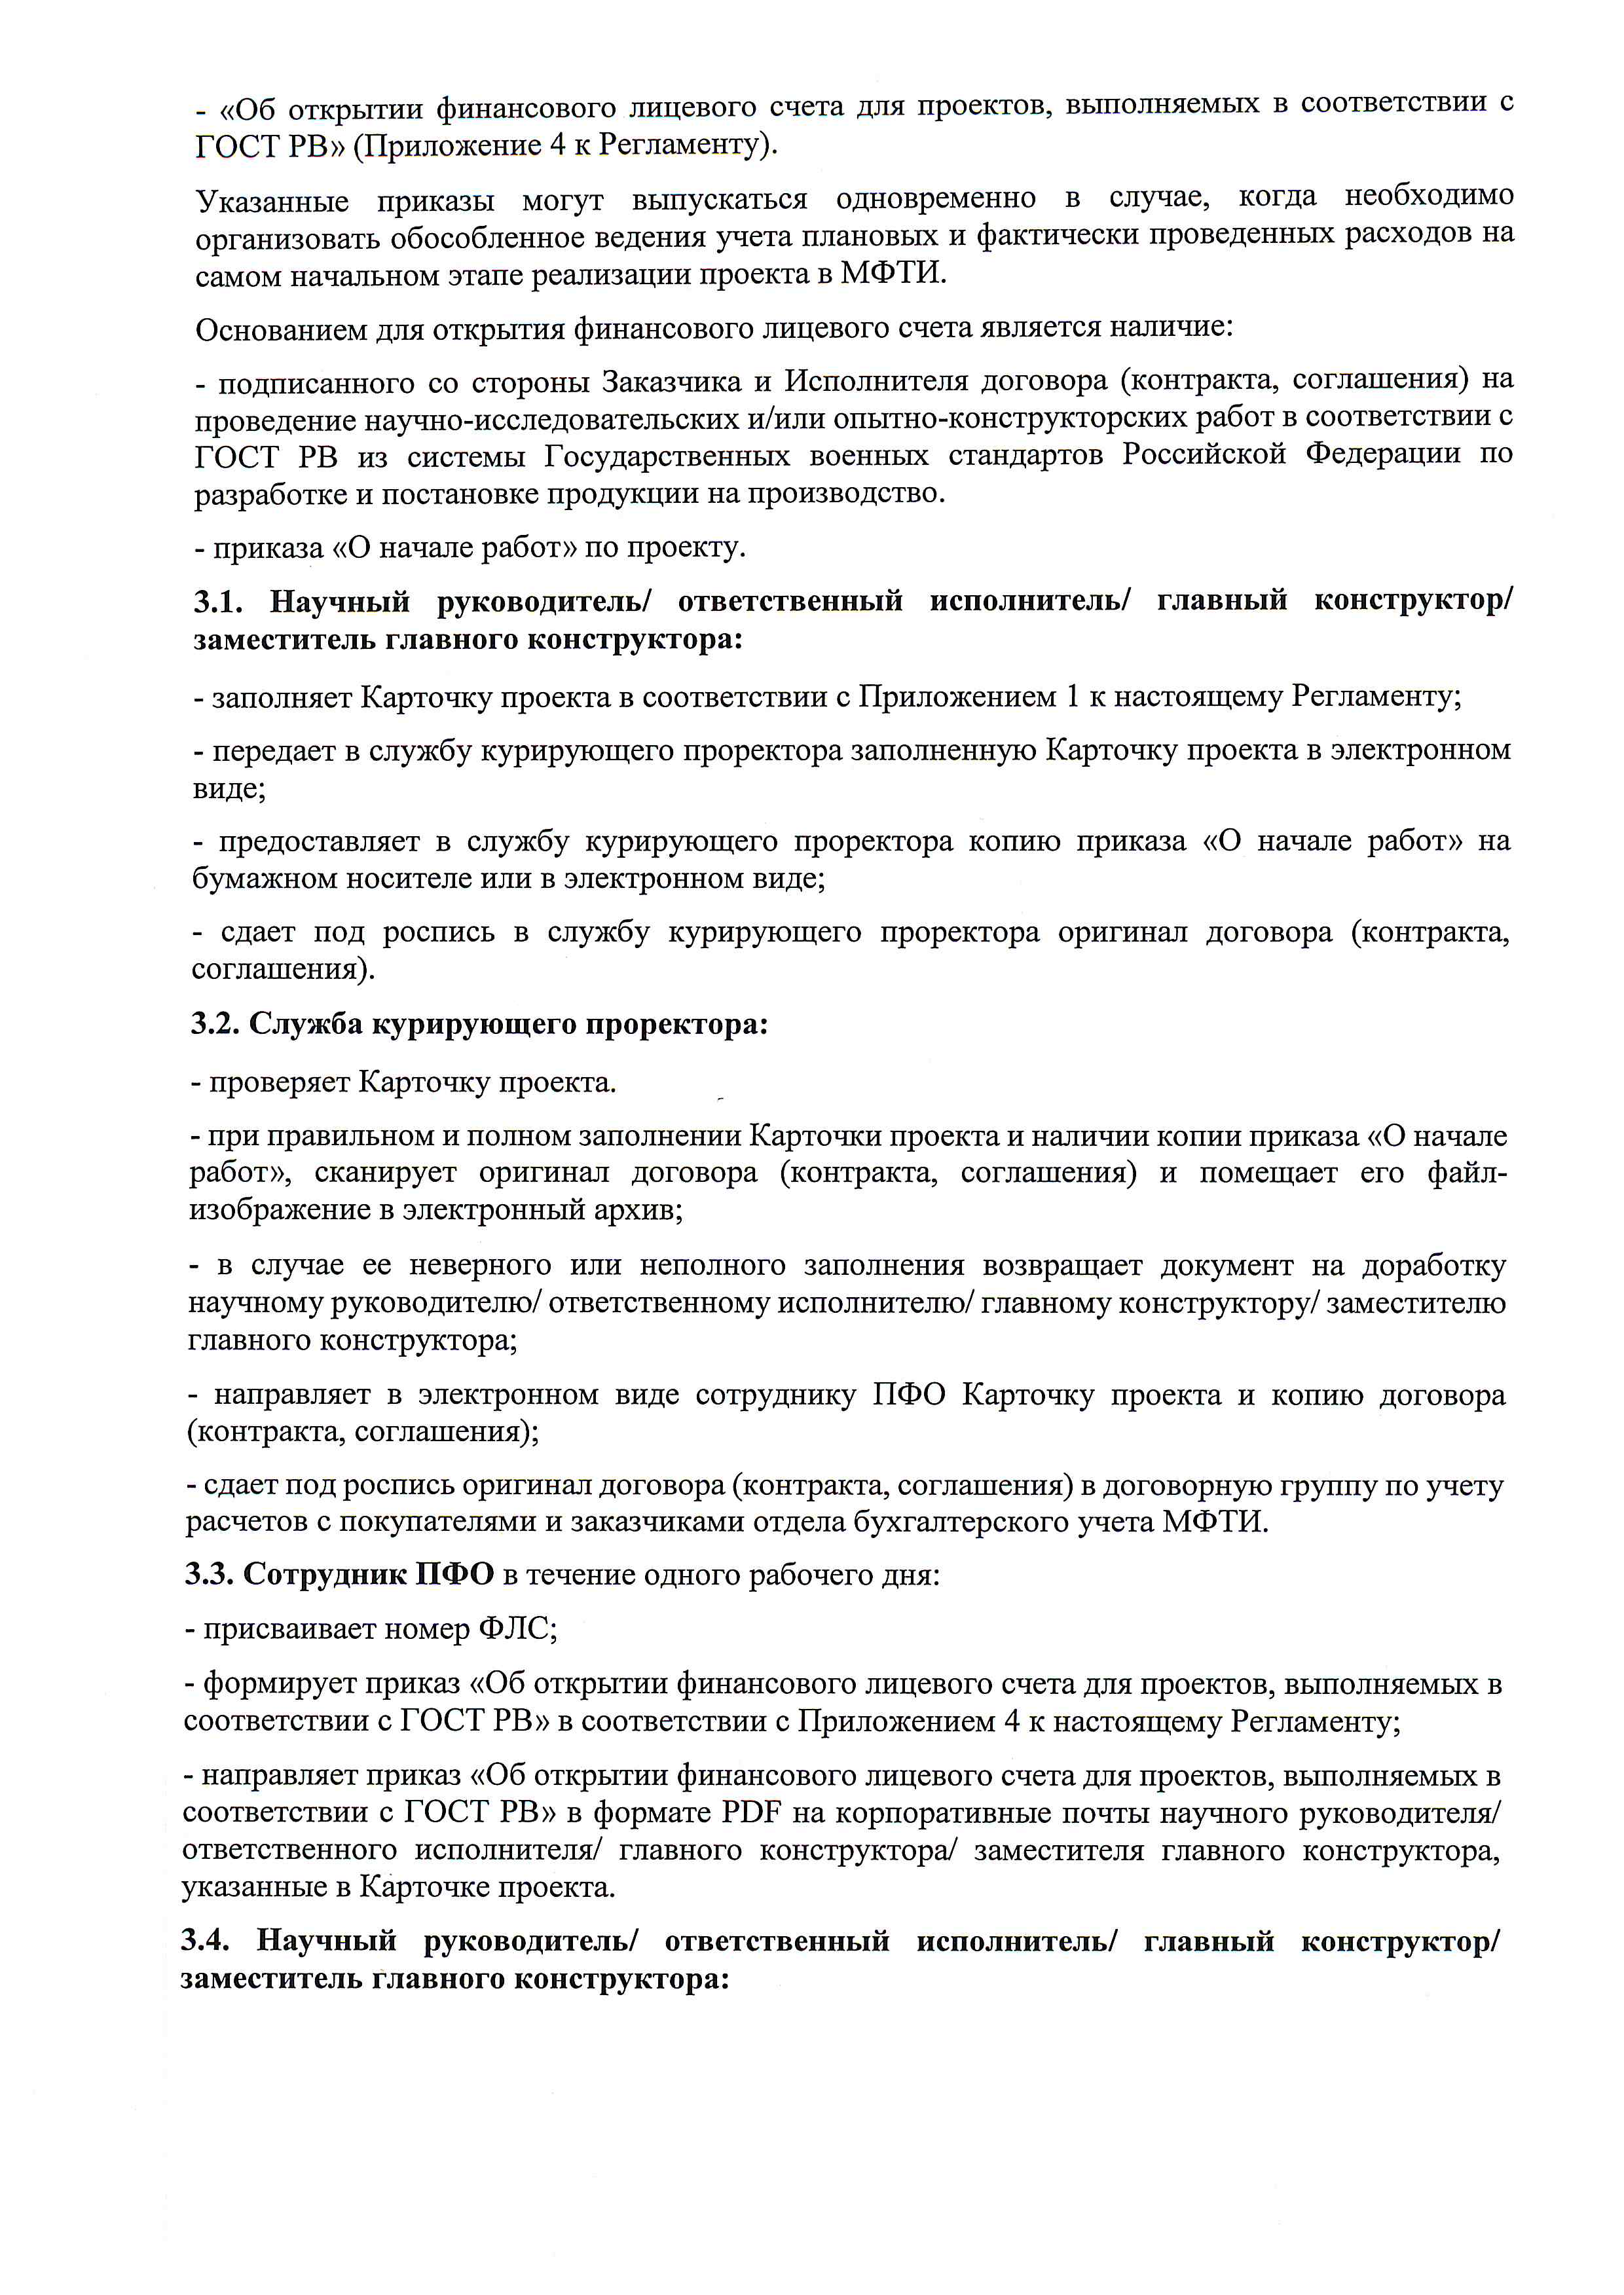 - «Об открытии финансового лицевого счета для проектов, выполняемых в соответствии с
ГОСТ РВ» (Приложение 4 к Регламенту).
Указанные приказы могут выпускаться одновременно в случае, когда необходимо
организовать обособленное ведения учета плановых и фактически проведенных расходов на
самом начальном этапе реализации проекта в МФТИ.
Основанием для открытия финансового лицевого счета является наличие:
- подписанного со стороны Заказчика и Исполнителя договора (контракта, соглашения) на
проведение научно-исследовательских и/или опытно-конструкторских работ в соответствии с
ГОСТ РВ из системы Государственных военных стандартов Российской Федерации по
разработке и постановке продукции на производство.
- приказа «О начале работ» по проекту.
3.1. Научный руководитель/ ответственный исполнитель/ главный конструктор/
заместитель главного конструктора:
- заполняет Карточку проекта в соответствии с Приложением 1 к настоящему Регламенту;
- передает в службу курирующего проректора заполненную Карточку проекта в электронном
виде;
- предоставляет в службу курирующего проректора копию приказа «О начале работ» на
бумажном носителе или в электронном виде;
- сдает под роспись в службу курирующего проректора оригинал договора (контракта,
соглашения).
3.2. Служба курирующего проректора:
- проверяет Карточку проекта.
- при правильном и полном заполнении Карточки проекта и наличии копии приказа «О начале
работ», сканирует оригинал договора (контракта, соглашения) и помещает его файл-
изображение в электронный архив;
- в случае ее неверного или неполного заполнения возвращает документ на доработку
научному руководителю/ ответственному исполнителю/ главному конструктору/ заместителю
главного конструктора;
- направляет в электронном виде сотруднику ПФО Карточку проекта и копию договора
(контракта, соглашения);
- сдает под роспись оригинал договора (контракта, соглашения) в договорную группу по учету
расчетов с покупателями и заказчиками отдела бухгалтерского учета МФТИ.
3.3. Сотрудник ПФО в течение одного рабочего дня:
- присваивает номер ФЛС;
- формирует приказ «Об открытии финансового лицевого счета для проектов, выполняемых в
соответствии с ГОСТ РВ» в соответствии с Приложением 4 к настоящему Регламенту;
- направляет приказ «Об открытии финансового лицевого счета для проектов, выполняемых в
соответствии с ГОСТ РВ» в формате PDF на корпоративные почты научного руководителя/
ответственного исполнителя/ главного конструктора/ заместителя главного конструктора,
указанные в Карточке проекта.
3.4. Научный руководитель/ ответственный исполнитель/ главный конструктор/
заместитель главного конструктора: